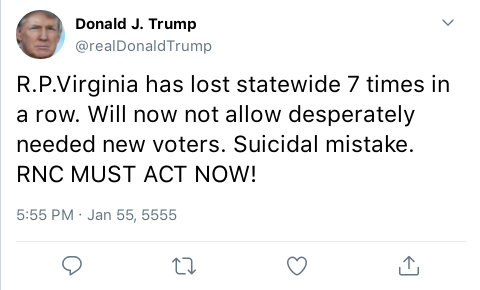 Donald J. Trump
@realDonaldTrump
R.P.Virginia has lost statewide 7 times in
a row. Will now not allow desperately
needed new voters. Suicidal mistake.
RNC MUST ACT NOW!
5:55 PM · Jan 55, 5555